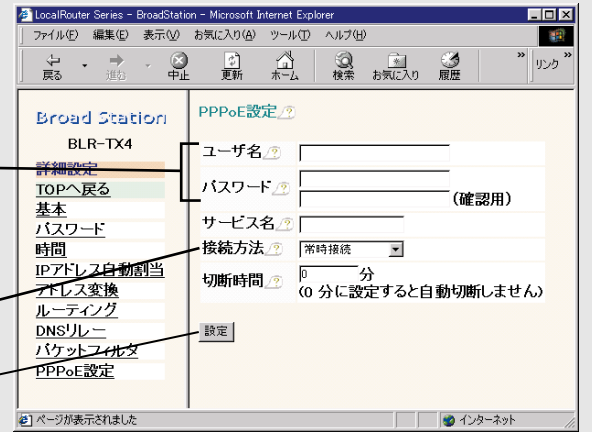 LocalRouter Series - BroadStation - Microsoft Internet Explorer
ファイル(F) 編集(E) 表示(V) お気に入り(A) ツール(T) ヘルプ(H)
戻る 進む 中止 更新 ホーム 検索 お気に入り 履歴 » リンク »
Broad Station
BLR-TX4
詳細設定
TOPへ戻る
基本
パスワード
時間
IPアドレス自動割当
アドレス変換
ルーティング
DNSリレー
パケットフィルタ
PPPoE設定
PPPoE設定
ユーザ名
パスワード
(確認用)
サービス名
接続方法 常時接続
切断時間 0 分
(0 分に設定すると自動切断しません)
設定
ページが表示されました インターネット